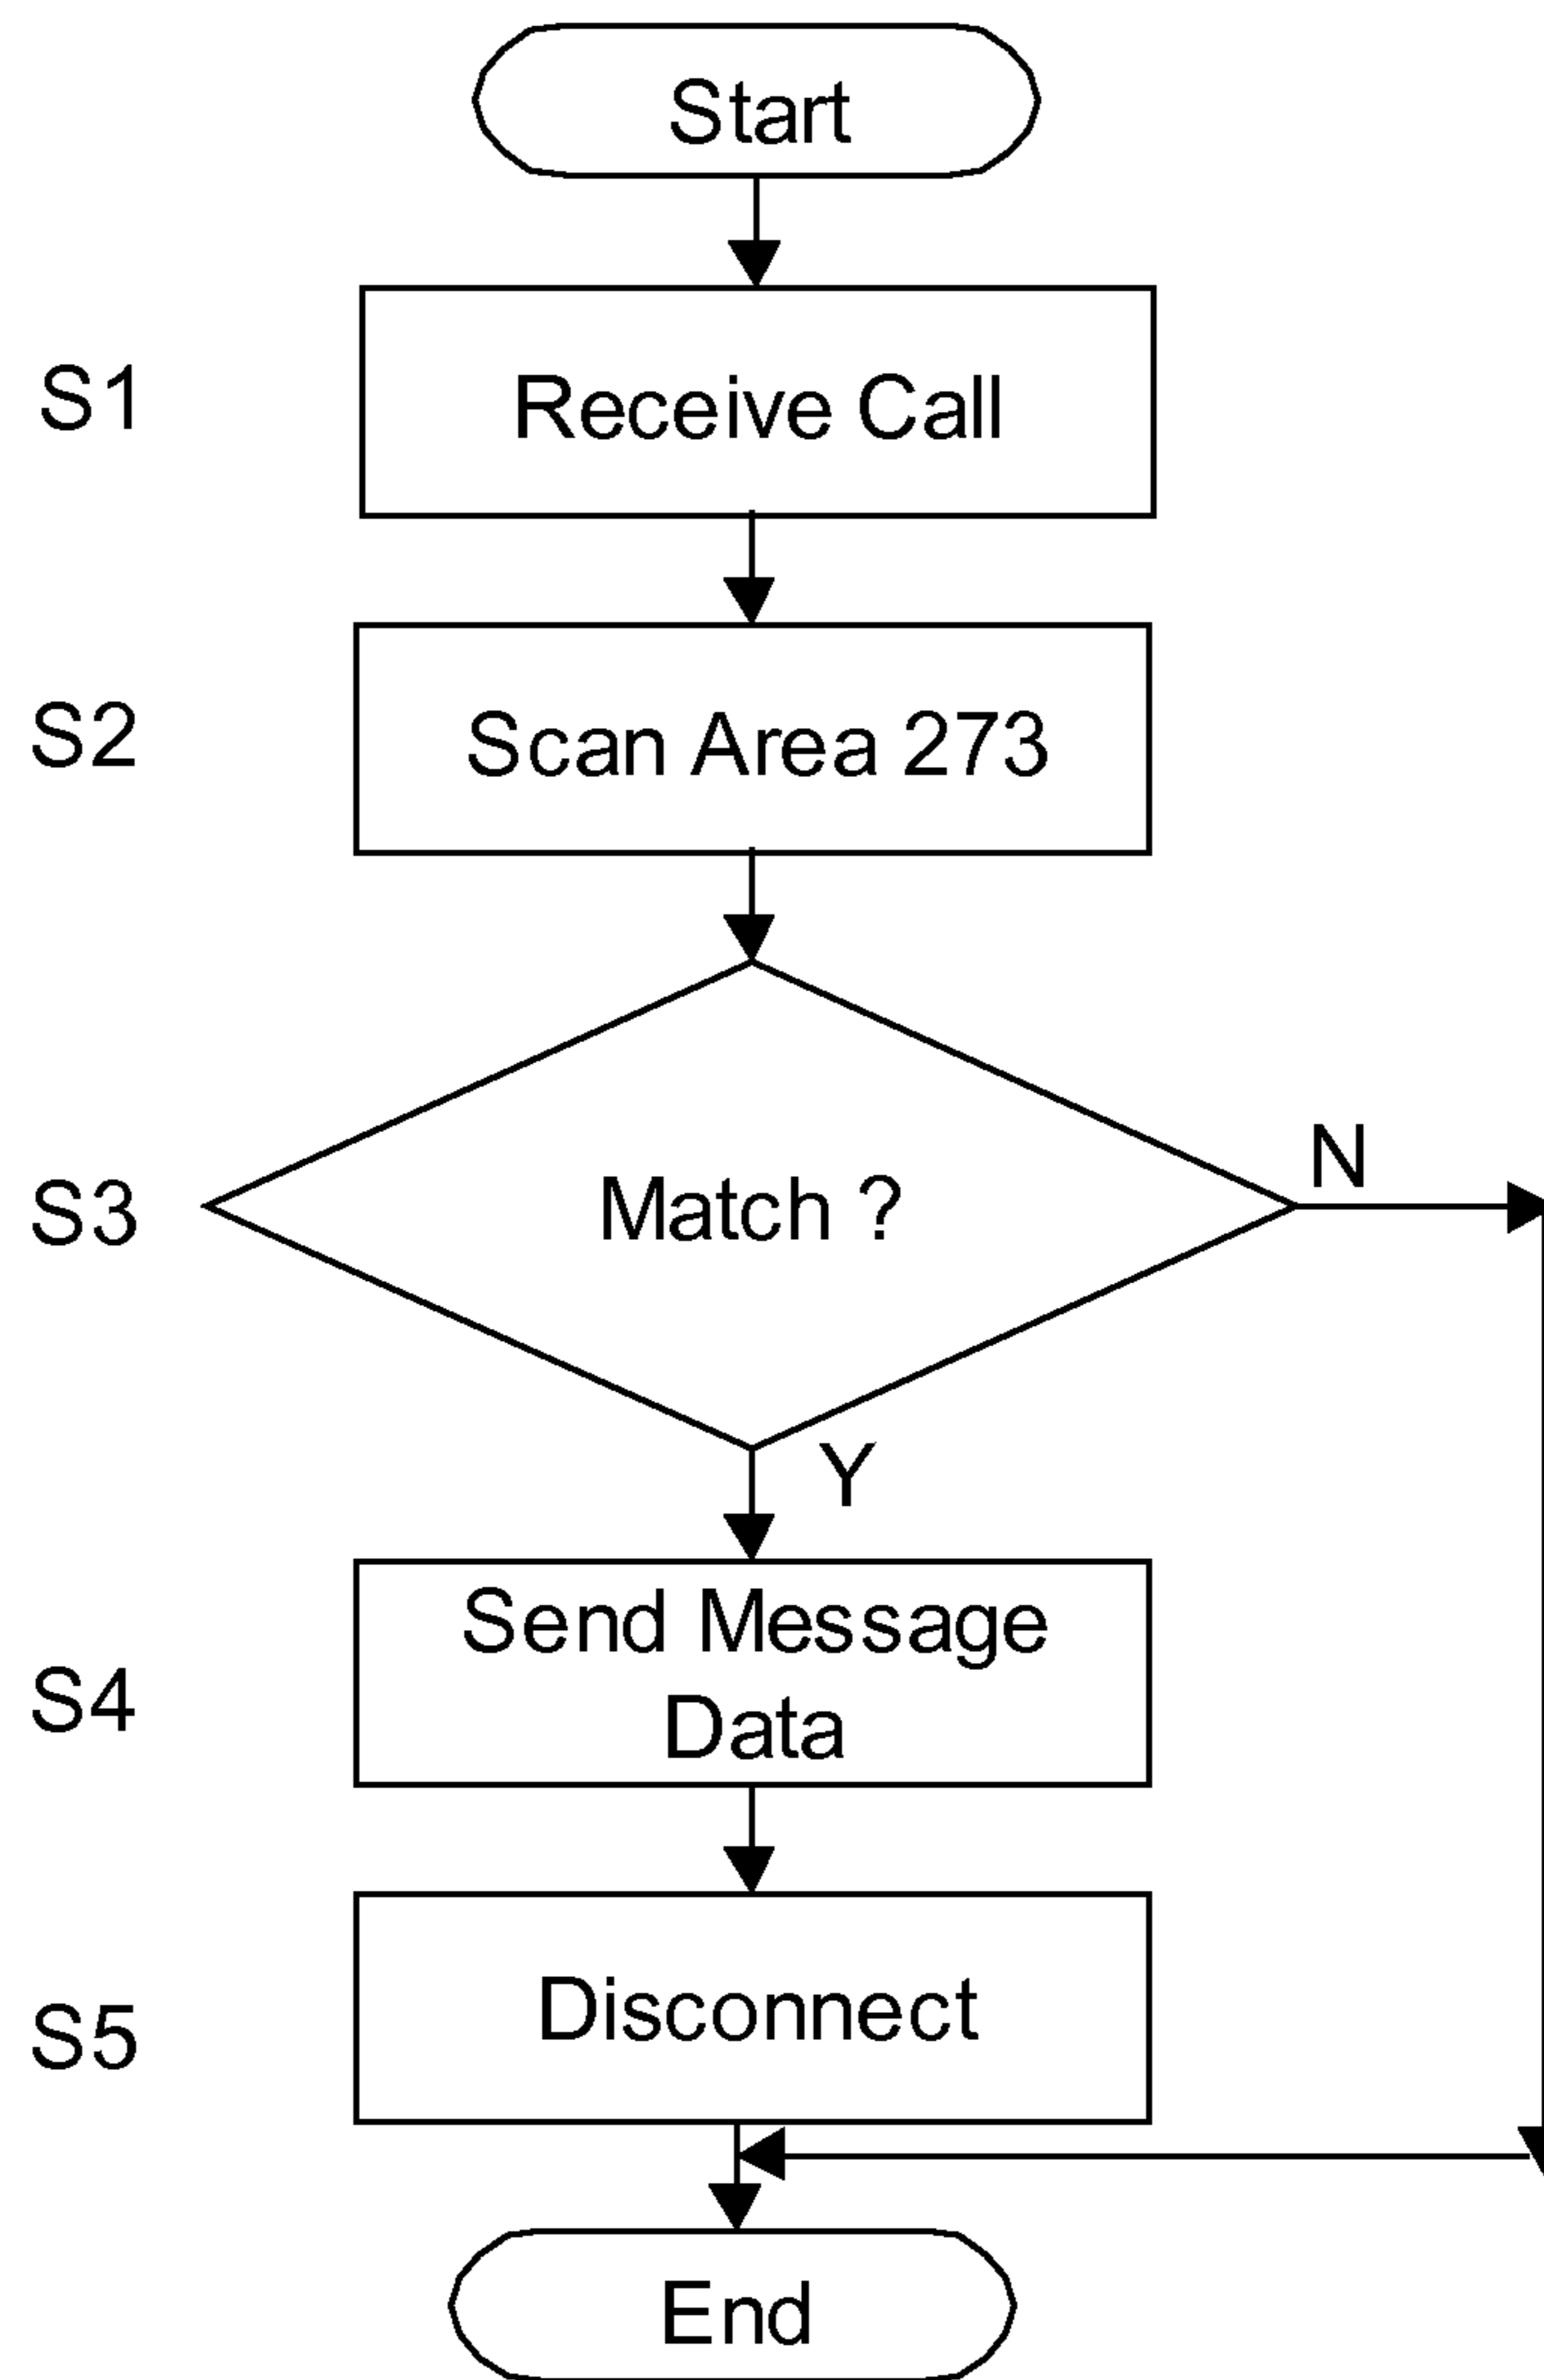 Start
S1
Receive Call
S2
Scan Area 273
S3
Match ?
N
Y
S4
Send Message
Data
S5
Disconnect
End